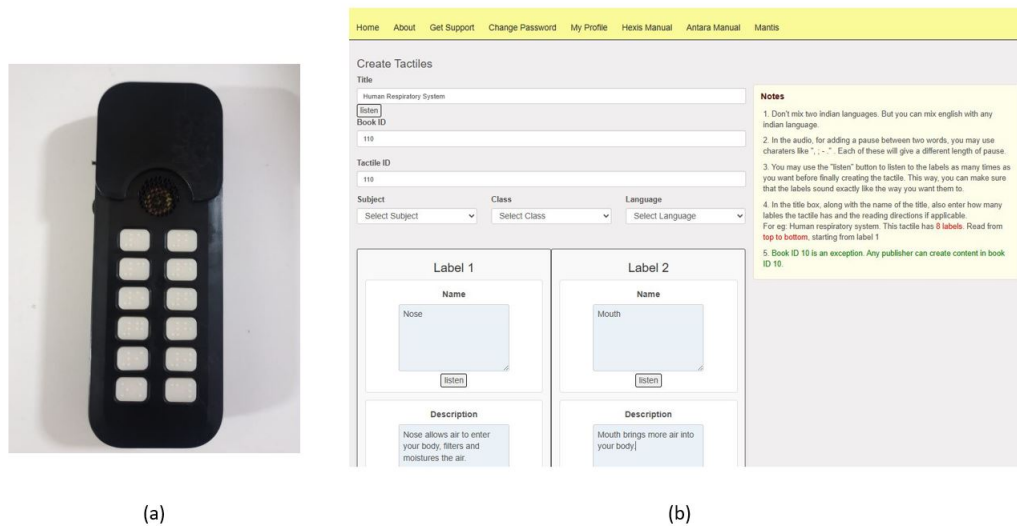 Home About Get Support Change Password My Profile Hexis Manual Antara Manual Mantis
Create Tactiles
Title
Human Respiratory System
listen
Book ID
110
Tactile ID
110
Subject Class Language
Select Subject Select Class Select Language
Label 1
Name
Nose
listen
Description
Nose allows air to enter
your body, filters and
moistures the air.
Label 2
Name
Mouth
listen
Description
Mouth brings more air into
your body
Notes
1. Don't mix two indian languages. But you can mix english with any
indian language.
2. In the audio, for adding a pause between two words, you may use
charaters like ", ; - ." . Each of these will give a different length of pause.
3. You may use the "listen" button to listen to the labels as many times as
you want before finally creating the tactile. This way, you can make sure
that the labels sound exactly like the way you want them to.
4. In the title box, along with the name of the title, also enter how many
lables the tactile has and the reading directions if applicable.
For eg: Human respiratory system. This tactile has 8 labels. Read from
top to bottom, starting from label 1
5. Book ID 10 is an exception. Any publisher can create content in book
ID 10.
(a)
(b)